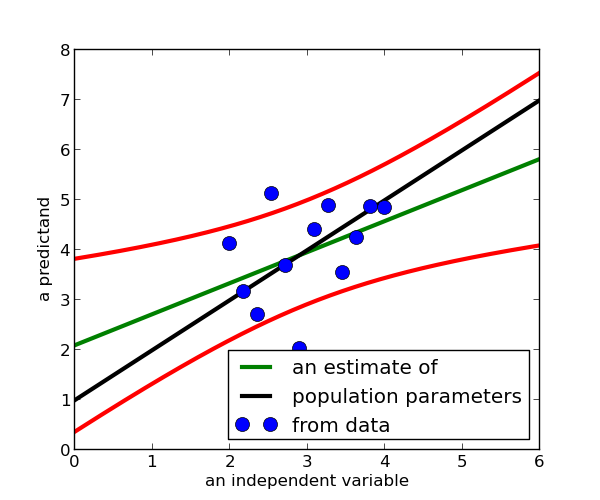 8
7
6
5
4
3
2
1
0
a predictand
an estimate of
population parameters
from data
0 1 2 3 4 5 6
an independent variable